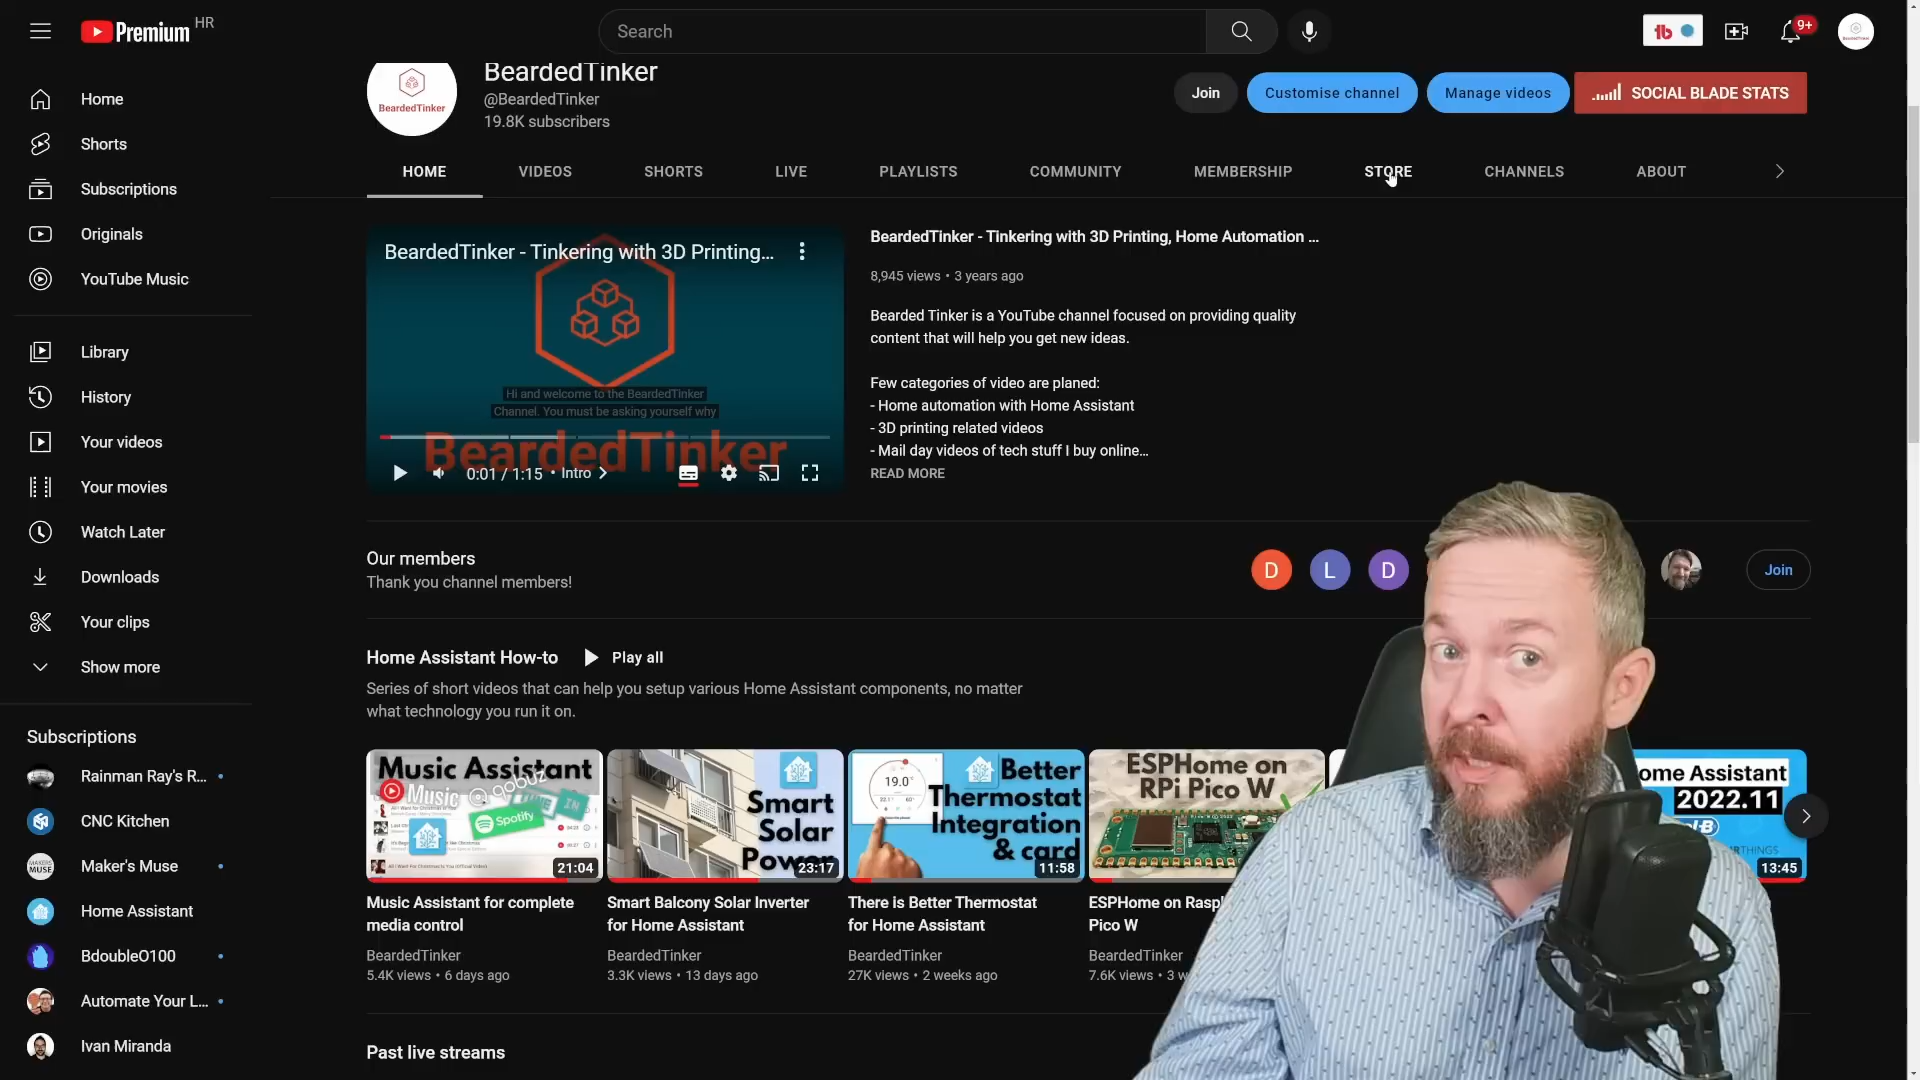 Premium HR
Search
9+
Home
Shorts
Subscriptions
Originals
YouTube Music
Library
History
Your videos
Your movies
Watch Later
Downloads
Your clips
Show more
Subscriptions
Rainman Ray's R...
CNC Kitchen
Maker's Muse
MAKERS
MUSE
Home Assistant
BdoubleO100
Automate Your L...
Ivan Miranda
BeardedTinker
BeardedTinker
@BeardedTinker
19.8K subscribers
Join
Customise channel
Manage videos
SOCIAL BLADE STATS
HOME
VIDEOS
SHORTS
LIVE
PLAYLISTS
COMMUNITY
MEMBERSHIP
STORE
CHANNELS
ABOUT
BeardedTinker - Tinkering with 3D Printing...
Hi and welcome to the BeardedTinker
Channel. You must be asking yourself why
BeardedTinker
0:01 / 1:15 • Intro
BeardedTinker - Tinkering with 3D Printing, Home Automation ...
8,945 views • 3 years ago
Bearded Tinker is a YouTube channel focused on providing quality
content that will help you get new ideas.
Few categories of video are planed:
- Home automation with Home Assistant
- 3D printing related videos
- Mail day videos of tech stuff I buy online...
READ MORE
Our members
Thank you channel members!
D
L
D
Join
Home Assistant How-to
Play all
Series of short videos that can help you setup various Home Assistant components, no matter
what technology you run it on.
Music Assistant
Music
qobuz
TUNE IN
Spotify
21:04
Smart
Solar
Power
23:17
19.0
Better
Thermostat
Integration
& card
11:58
ESPHome on
RPi Pico W
ome Assistant
2022.11
13:45
Music Assistant for complete
media control
BeardedTinker
5.4K views • 6 days ago
Smart Balcony Solar Inverter
for Home Assistant
BeardedTinker
3.3K views • 13 days ago
There is Better Thermostat
for Home Assistant
BeardedTinker
27K views • 2 weeks ago
ESPHome on Rasp
Pico W
BeardedTinker
7.6K views • 3 w
Past live streams